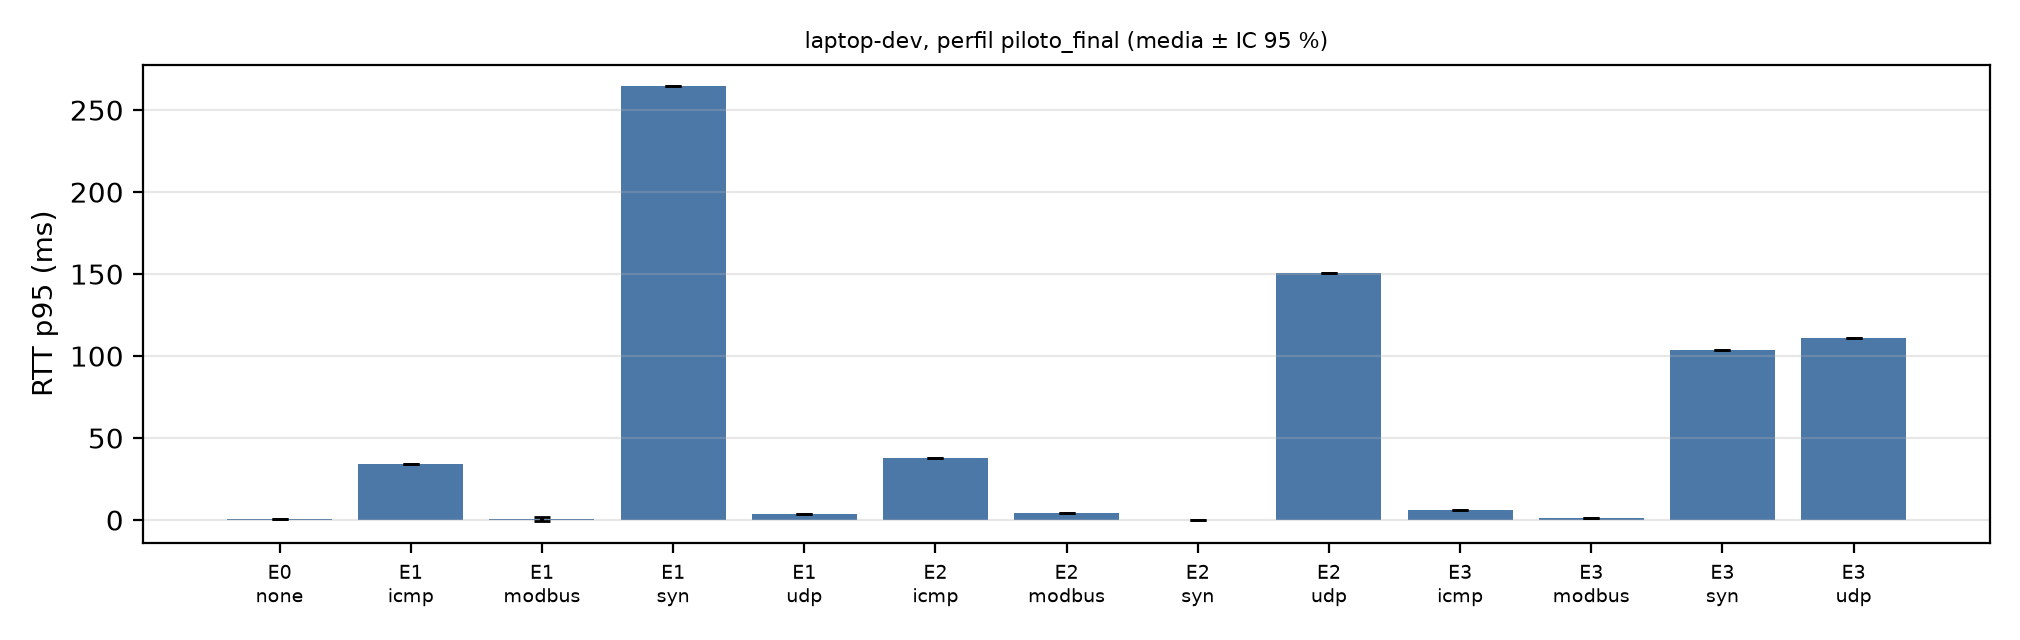 laptop-dev, perfil piloto_final (media ± IC 95 %)
RTT p95 (ms)
250
200
150
100
50
0
E0
none
E1
icmp
E1
modbus
E1
syn
E1
udp
E2
icmp
E2
modbus
E2
syn
E2
udp
E3
icmp
E3
modbus
E3
syn
E3
udp